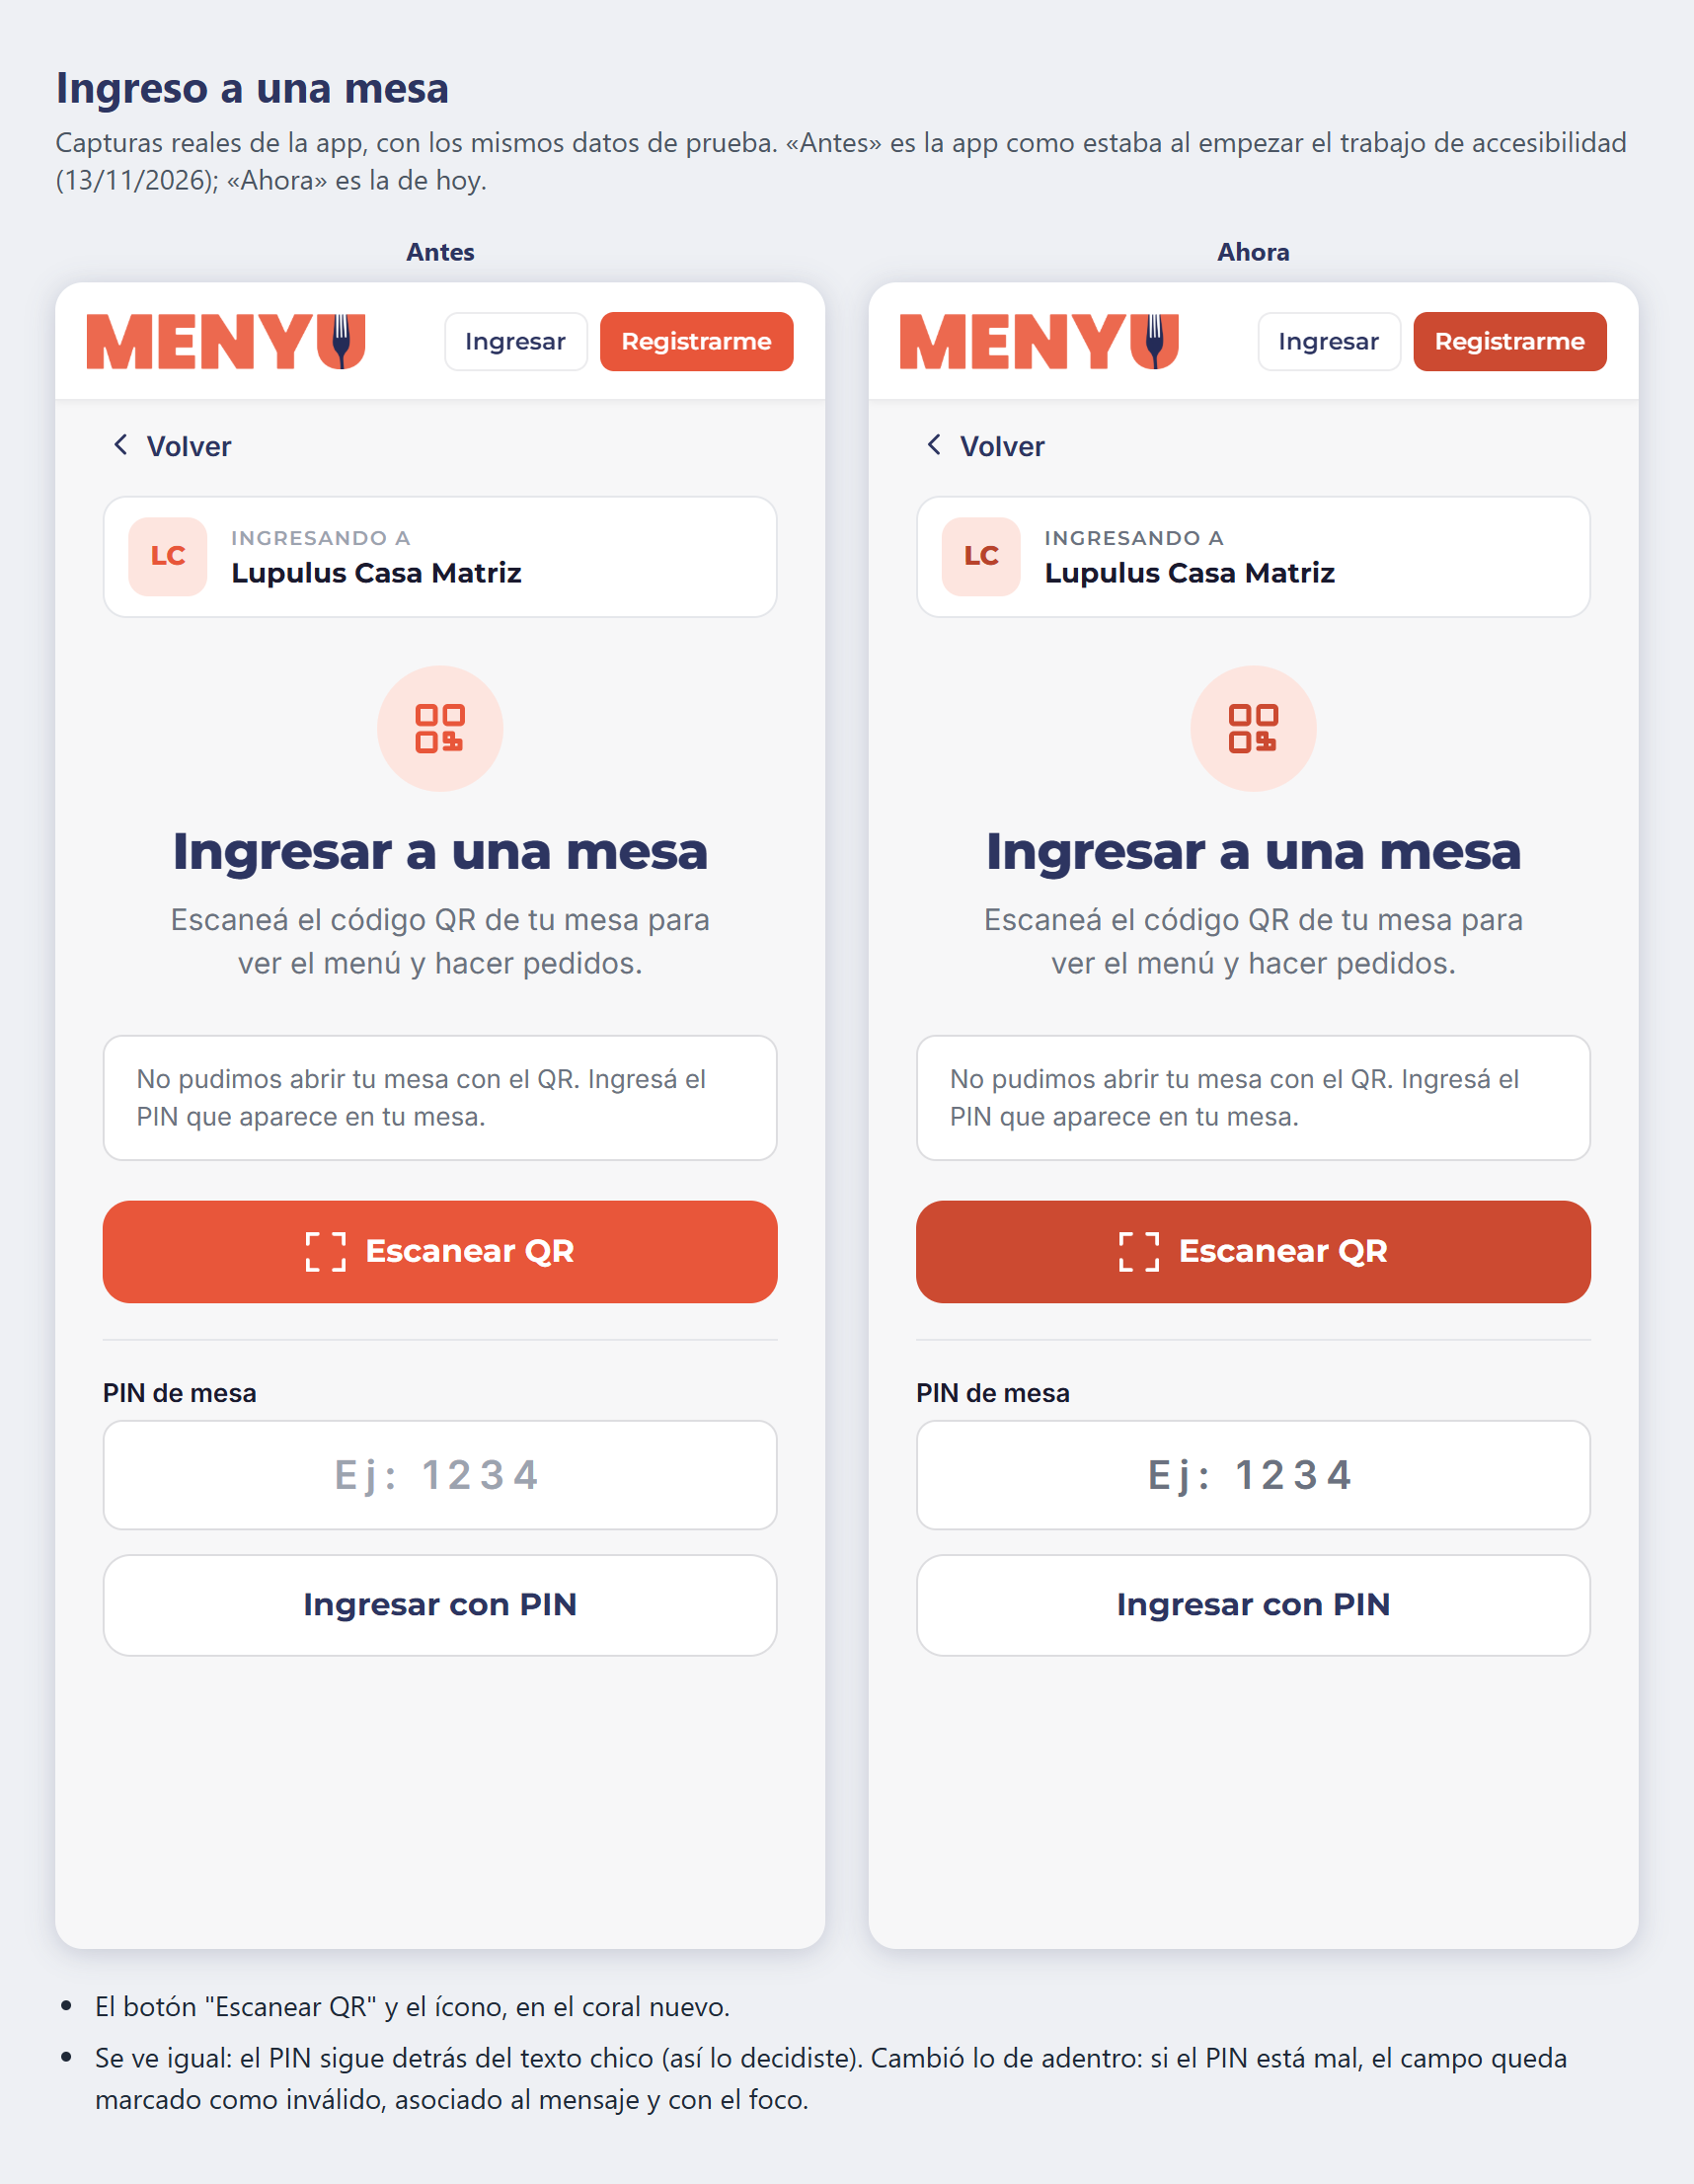 Ingreso a una mesa
Capturas reales de la app, con los mismos datos de prueba. «Antes» es la app como estaba al empezar el trabajo de accesibilidad
(13/11/2026); «Ahora» es la de hoy.
Antes
MENYU
Ingresar
Registrarme
Volver
LC
INGRESANDO A
Lupulus Casa Matriz
Ingresar a una mesa
Escaneá el código QR de tu mesa para
ver el menú y hacer pedidos.
No pudimos abrir tu mesa con el QR. Ingresá el
PIN que aparece en tu mesa.
Escanear QR
PIN de mesa
Ej: 1234
Ingresar con PIN
Ahora
MENYU
Ingresar
Registrarme
Volver
LC
INGRESANDO A
Lupulus Casa Matriz
Ingresar a una mesa
Escaneá el código QR de tu mesa para
ver el menú y hacer pedidos.
No pudimos abrir tu mesa con el QR. Ingresá el
PIN que aparece en tu mesa.
Escanear QR
PIN de mesa
Ej: 1234
Ingresar con PIN
• El botón "Escanear QR" y el ícono, en el coral nuevo.
• Se ve igual: el PIN sigue detrás del texto chico (así lo decidiste). Cambió lo de adentro: si el PIN está mal, el campo queda
marcado como inválido, asociado al mensaje y con el foco.